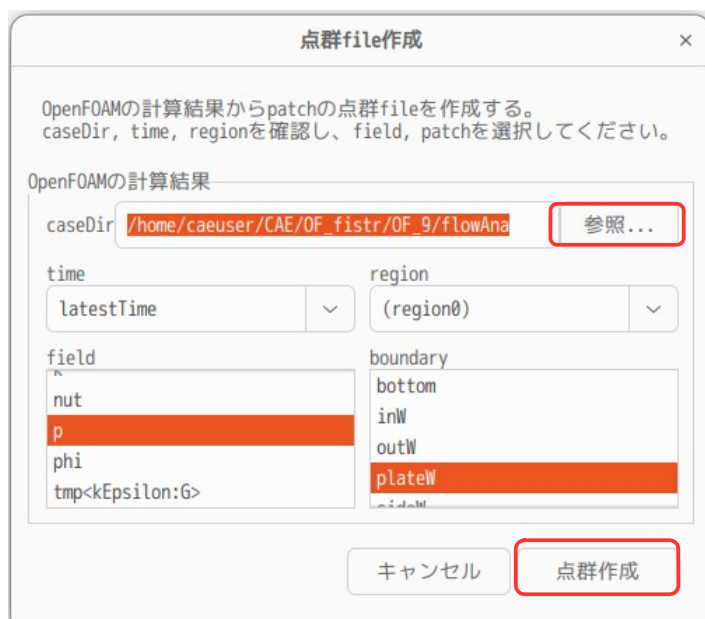 点群file作成
×
OpenFOAMの計算結果からpatchの点群fileを作成する。
caseDir, time, regionを確認し、field, patchを選択してください。
OpenFOAMの計算結果
caseDir /home/caeuser/CAE/OF_fistr/OF_9/flowAna 参照...
time region
latestTime (region0)
field boundary
k
nut
p
phi
tmp<kEpsilon:G>
bottom
inW
outW
plateW
sideW
キャンセル 点群作成